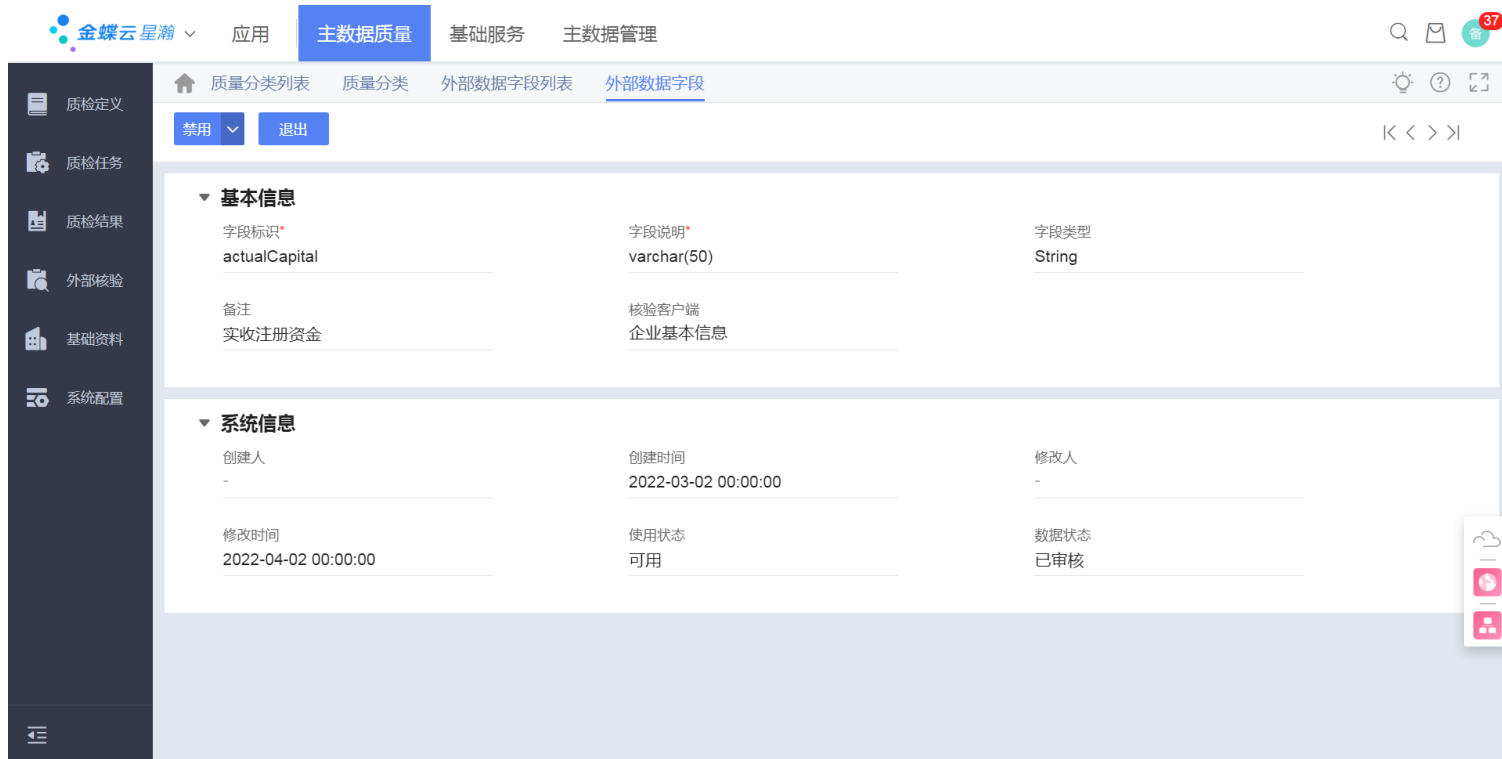 金蝶云 星瀚 应用 主数据质量 基础服务 主数据管理 备 37
质量分类列表 质量分类 外部数据字段列表 外部数据字段
质检定义
质检任务
质检结果
外部核验
基础资料
系统配置
禁用 退出
基本信息
字段标识* 字段说明* 字段类型
actualCapital varchar(50) String
备注 核验客户端
实收注册资金 企业基本信息
系统信息
创建人 创建时间 修改人
- 2022-03-02 00:00:00 -
修改时间 使用状态 数据状态
2022-04-02 00:00:00 可用 已审核